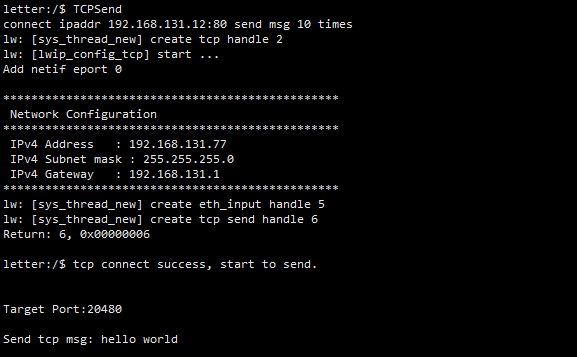 letter:/$ TCPSend
connect ipaddr 192.168.131.12:80 send msg 10 times
lw: [sys_thread_new] create tcp handle 2
lw: [lwip_config_tcp] start ...
Add netif eport 0
************************************************
Network Configuration
************************************************
IPv4 Address   : 192.168.131.77
IPv4 Subnet mask : 255.255.255.0
IPv4 Gateway   : 192.168.131.1
************************************************
lw: [sys_thread_new] create eth_input handle 5
lw: [sys_thread_new] create tcp send handle 6
Return: 6, 0x00000006
letter:/$ tcp connect success, start to send.
Target Port:20480
Send tcp msg: hello world